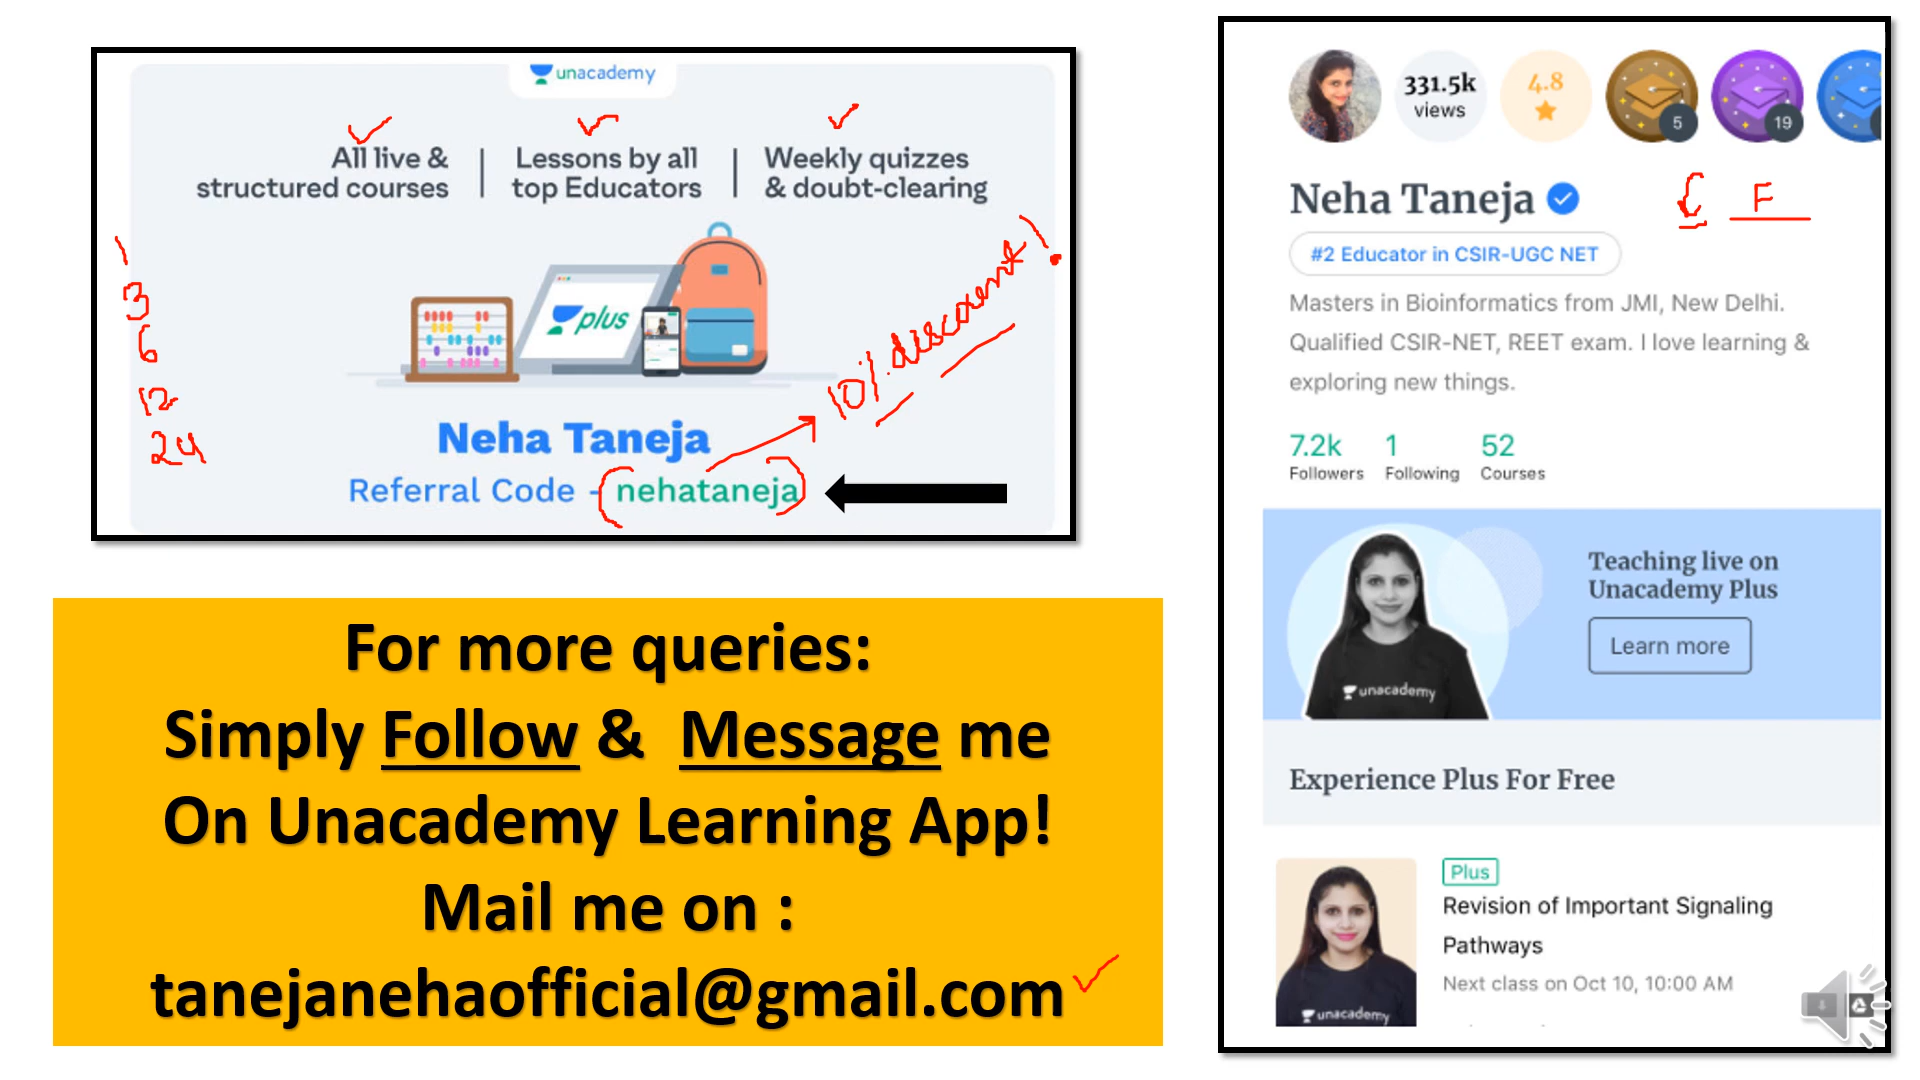 unacademy
All live &
structured courses
Lessons by all
top Educators
Weekly quizzes
& doubt-clearing
1
3
6
12
24
plus
10% discount!
Neha Taneja
Referral Code - nehataneja
For more queries:
Simply Follow & Message me
On Unacademy Learning App!
Mail me on :
tanejanehaofficial@gmail.com
331.5k
views
4.8
5
19
Neha Taneja
F
#2 Educator in CSIR-UGC NET
Masters in Bioinformatics from JMI, New Delhi.
Qualified CSIR-NET, REET exam. I love learning &
exploring new things.
7.2k 1 52
Followers Following Courses
Teaching live on
Unacademy Plus
Learn more
unacademy
Experience Plus For Free
Plus
Revision of Important Signaling
Pathways
Next class on Oct 10, 10:00 AM
unacademy